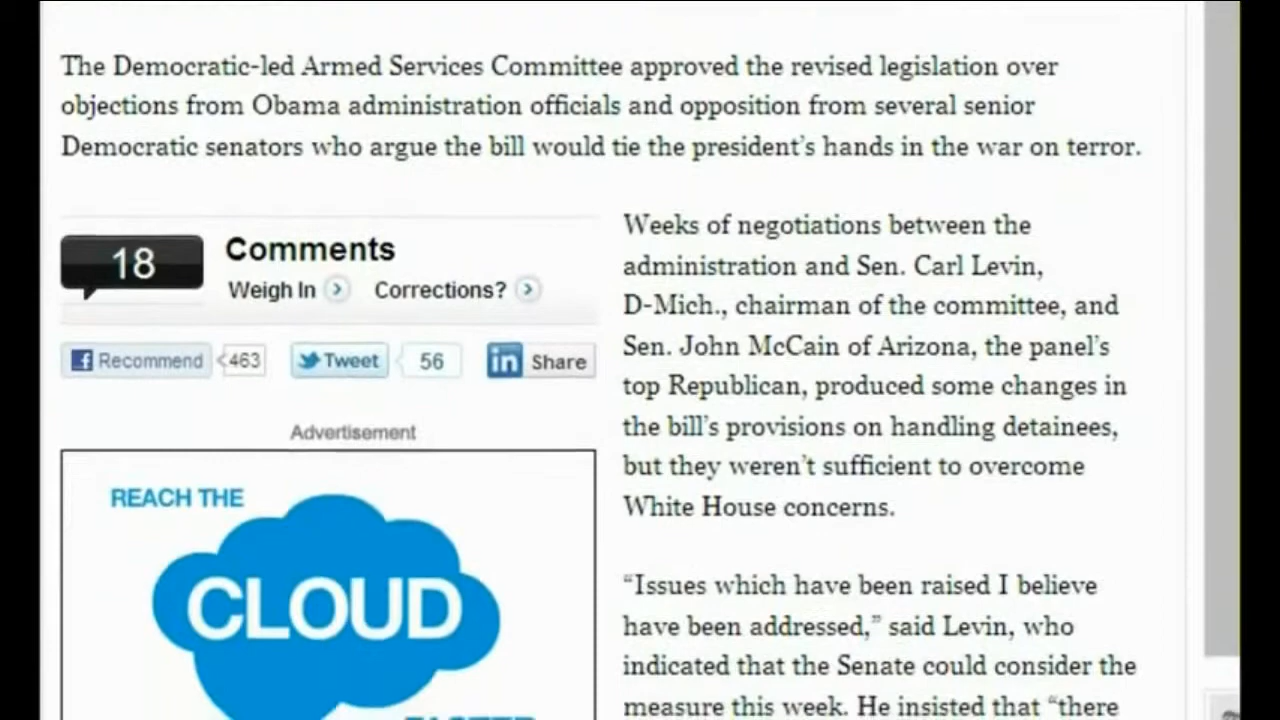 The Democratic-led Armed Services Committee approved the revised legislation over
objections from Obama administration officials and opposition from several senior
Democratic senators who argue the bill would tie the president's hands in the war on terror.
18
Comments
Weigh In
Corrections?
Recommend
463
Tweet
56
in
Share
Advertisement
REACH THE
CLOUD
Weeks of negotiations between the
administration and Sen. Carl Levin,
D-Mich., chairman of the committee, and
Sen. John McCain of Arizona, the panel's
top Republican, produced some changes in
the bill's provisions on handling detainees,
but they weren't sufficient to overcome
White House concerns.
“Issues which have been raised I believe
have been addressed,” said Levin, who
indicated that the Senate could consider the
measure this week. He insisted that “there